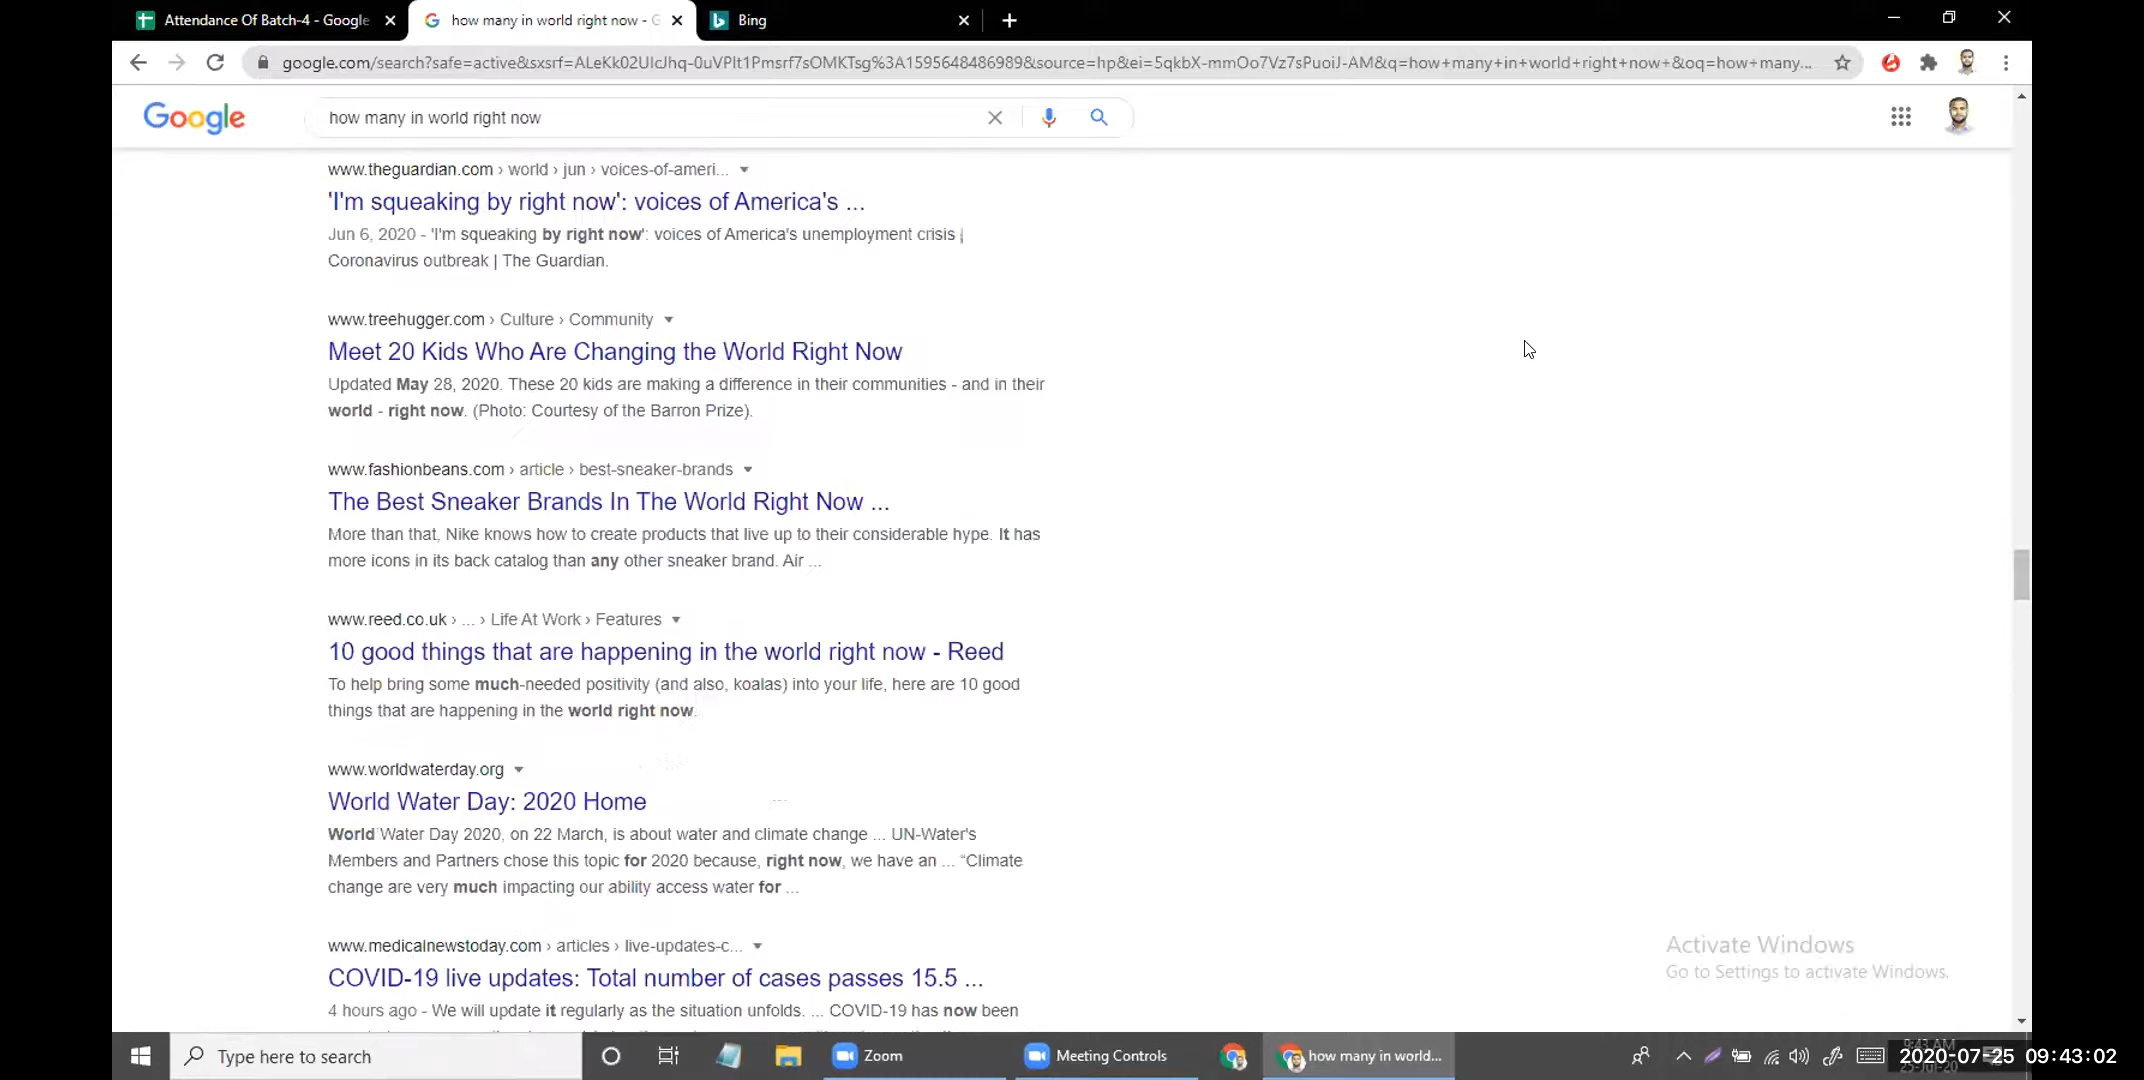 Attendance Of Batch-4 - Google
how many in world right now - G
Bing
google.com/search?safe=active&sxsrf=ALeKk02UIcJhq-0uVPlt1Pmsrf7sOMKTsg%3A1595648486989&source=hp&ei=5qkbX-mmOo7Vz7sPuoiJ-AM&q=how+many+in+world+right+now+&oq=how+many...
Google
how many in world right now
www.theguardian.com › world › jun › voices-of-ameri...
'I'm squeaking by right now': voices of America's ...
Jun 6, 2020 - 'I'm squeaking by right now': voices of America's unemployment crisis |
Coronavirus outbreak | The Guardian.
www.treehugger.com › Culture › Community
Meet 20 Kids Who Are Changing the World Right Now
Updated May 28, 2020. These 20 kids are making a difference in their communities - and in their
world - right now. (Photo: Courtesy of the Barron Prize).
www.fashionbeans.com › article › best-sneaker-brands
The Best Sneaker Brands In The World Right Now ...
More than that, Nike knows how to create products that live up to their considerable hype. It has
more icons in its back catalog than any other sneaker brand. Air ...
www.reed.co.uk › ... › Life At Work › Features
10 good things that are happening in the world right now - Reed
To help bring some much-needed positivity (and also, koalas) into your life, here are 10 good
things that are happening in the world right now.
www.worldwaterday.org
World Water Day: 2020 Home
World Water Day 2020, on 22 March, is about water and climate change ... UN-Water's
Members and Partners chose this topic for 2020 because, right now, we have an ... “Climate
change are very much impacting our ability access water for ...
www.medicalnewstoday.com › articles › live-updates-c...
COVID-19 live updates: Total number of cases passes 15.5 ...
4 hours ago - We will update it regularly as the situation unfolds. ... COVID-19 has now been
Activate Windows
Go to Settings to activate Windows.
Type here to search
Zoom
Meeting Controls
how many in world...
9:43 AM
2020-07-25 09:43:02
25-Jul-20